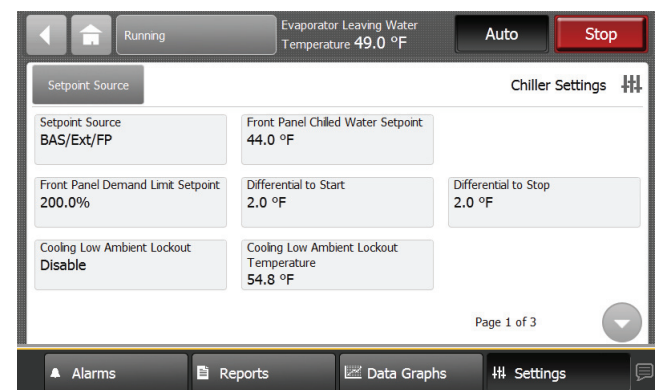 Running
Evaporator Leaving Water
Temperature 49.0 °F
Auto
Stop
Setpoint Source
Chiller Settings
Setpoint Source
BAS/Ext/FP
Front Panel Chilled Water Setpoint
44.0 °F
Front Panel Demand Limit Setpoint
200.0%
Differential to Start
2.0 °F
Differential to Stop
2.0 °F
Cooling Low Ambient Lockout
Disable
Cooling Low Ambient Lockout
Temperature
54.8 °F
Page 1 of 3
Alarms
Reports
Data Graphs
Settings